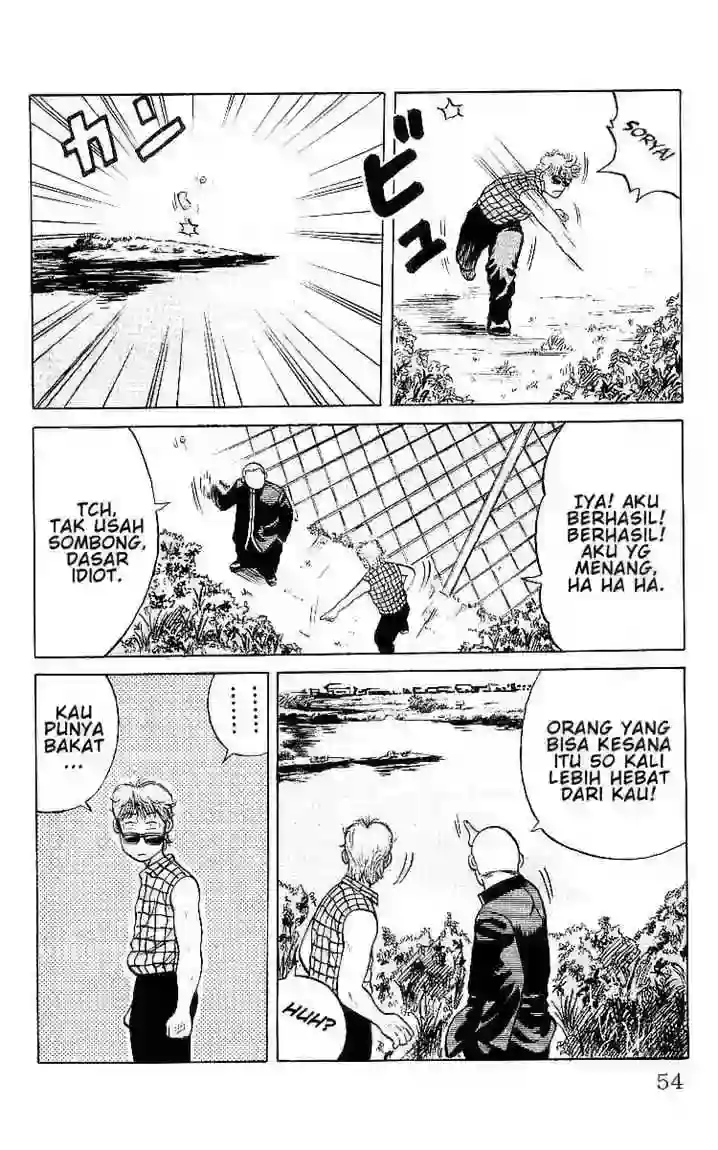 SORYA!
ビュ
カン
IYA! AKU
BERHASIL!
BERHASIL!
AKU YG
MENANG,
HA HA HA.
TCH,
TAK USAH
SOMBONG,
DASAR
IDIOT.
ORANG YANG
BISA KESANA
ITU SO KALI
LEBIH HEBAT
DARI KAU!
HUH?
......
KAU
PUNYA
BAKAT
...
54